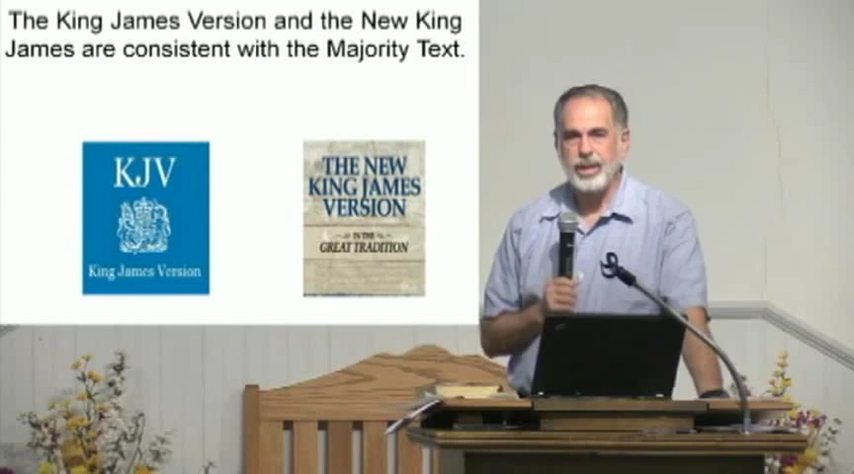 The King James Version and the New King
James are consistent with the Majority Text.
KJV
King James Version
THE NEW
KING JAMES
VERSION
IN THE
GREAT TRADITION